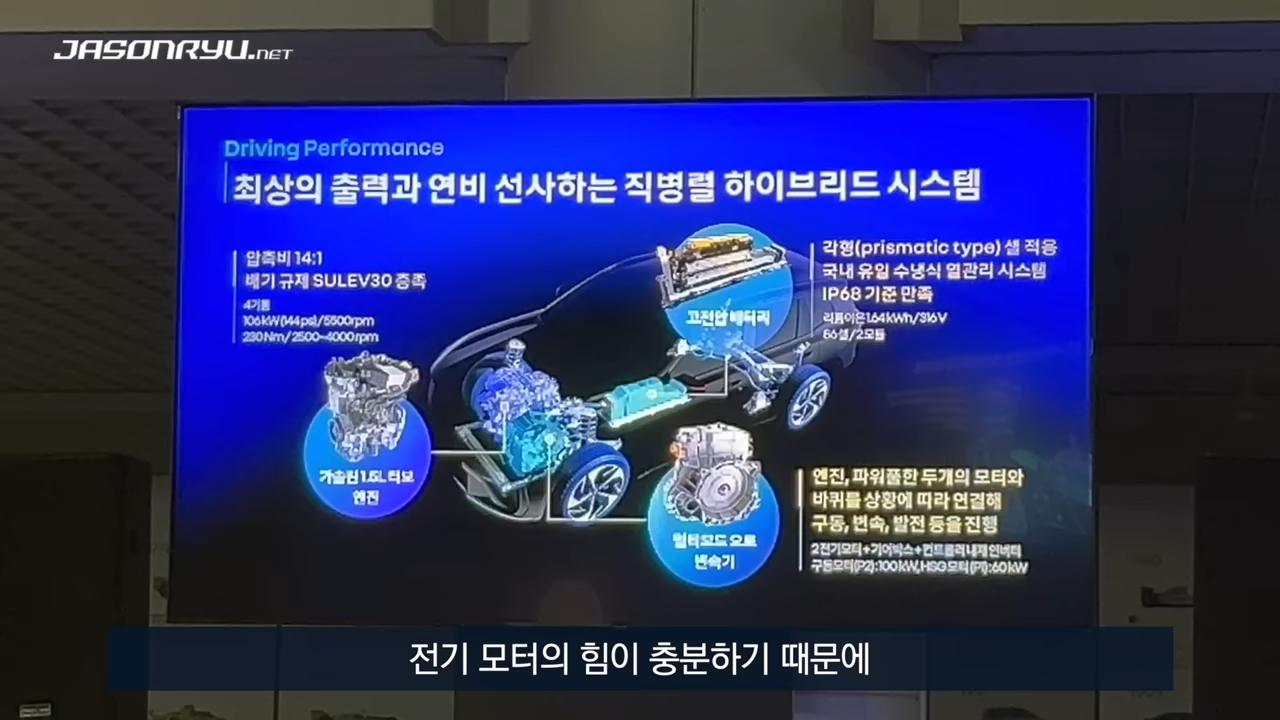 JASONRYU.NET
Driving Performance
최상의 출력과 연비 선사하는 직병렬 하이브리드 시스템
압축비 14:1
배기 규제 SULEV30 충족
4기통
106kW(144ps)/5500rpm
230Nm/2500~4000rpm
각형(prismatic type) 셀 적용
국내 유일 수냉식 열관리 시스템
IP68 기준 만족
리튬이온1.64kWh/316V
86셀/2모듈
고전압 배터리
가솔린 1.5L 터보
엔진
멀티모드 오토
변속기
엔진, 파워풀한 두개의 모터와
바퀴를 상황에 따라 연결해
구동, 변속, 발전 등을 진행
2전기모터+기어박스+컨트롤러내재인버터
구동모터(P2):100kW,HSG모터(P1):60kW
전기 모터의 힘이 충분하기 때문에